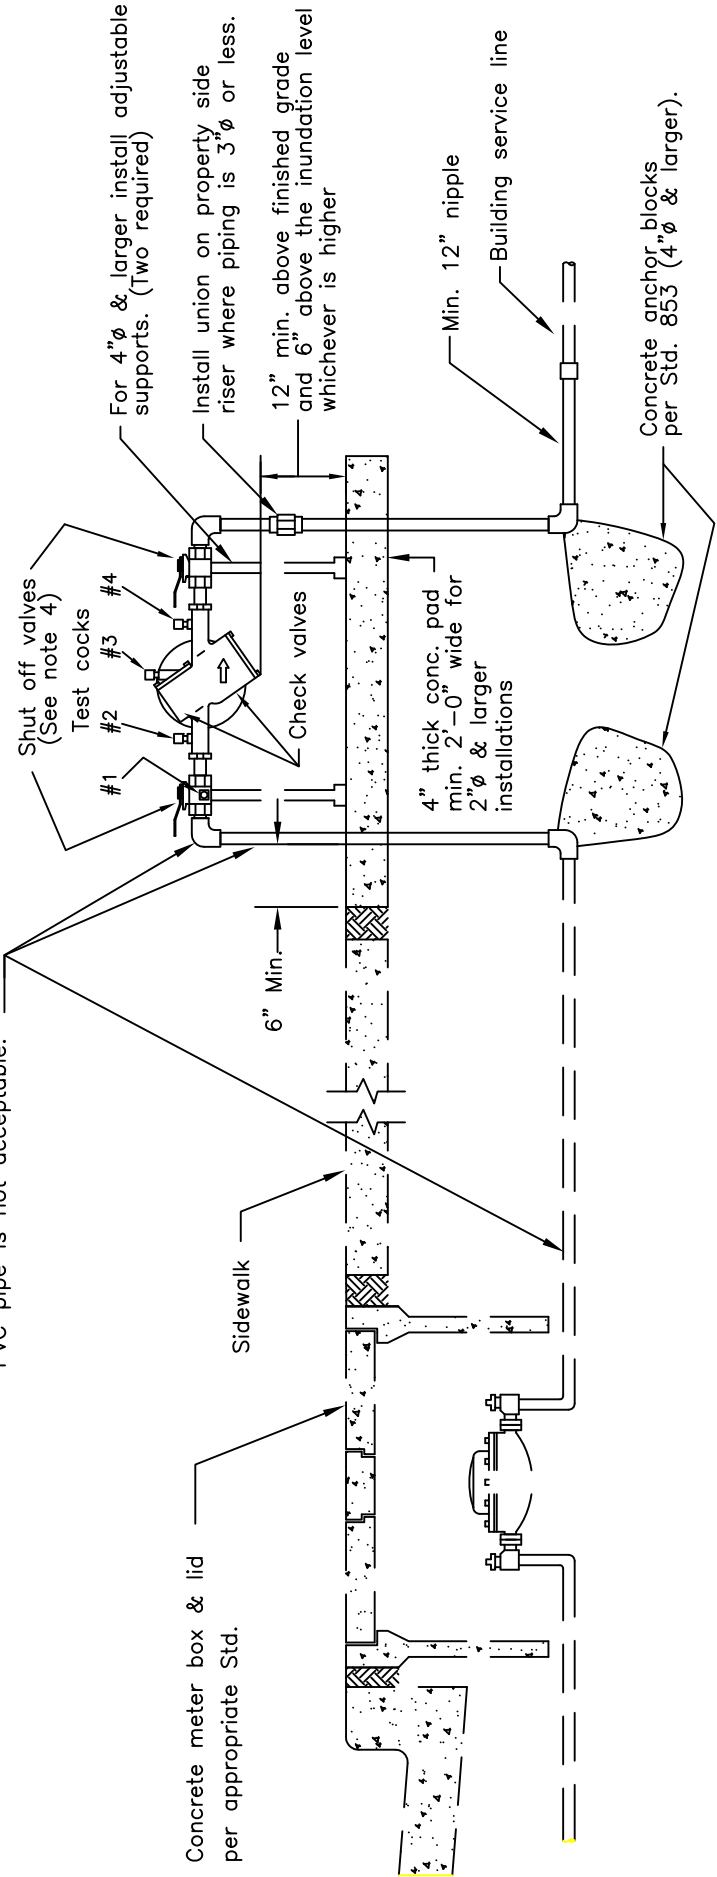 For 4"ø & larger install adjustable
supports. (Two required)
Install union on property side
riser where piping is 3"ø or less.
12" min. above finished grade
and 6" above the inundation level
whichever is higher
Min. 12" nipple
Building service line
Concrete anchor blocks
per Std. 853 (4"ø & larger).
Shut off valves
(See note 4)
Test cocks
#1
#2
#3
#4
Check valves
4" thick conc. pad
min. 2'-0" wide for
2"ø & larger
installations
6" Min.
PVC pipe is not acceptable.
Sidewalk
Concrete meter box & lid
per appropriate Std.